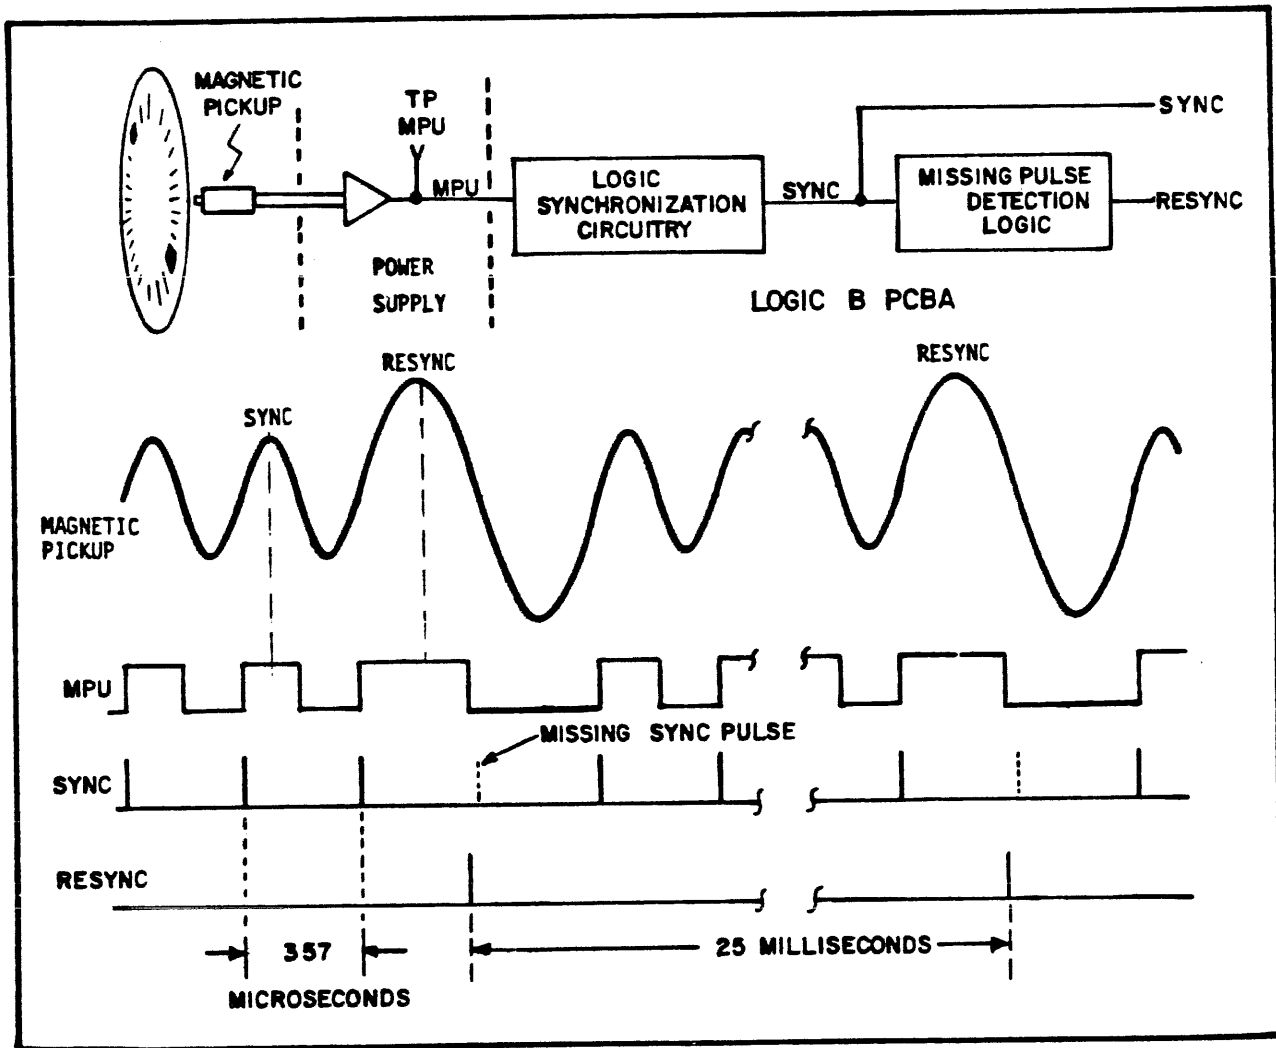 MAGNETIC
PICKUP
TP
MPU
MPU
LOGIC
SYNCHRONIZATION
CIRCUITRY
SYNC
MISSING PULSE
DETECTION
LOGIC
SYNC
RESYNC
POWER
SUPPLY
LOGIC B PCBA
RESYNC
RESYNC
SYNC
MAGNETIC
PICKUP
MPU
MISSING SYNC PULSE
SYNC
RESYNC
357
MICROSECONDS
25 MILLISECONDS